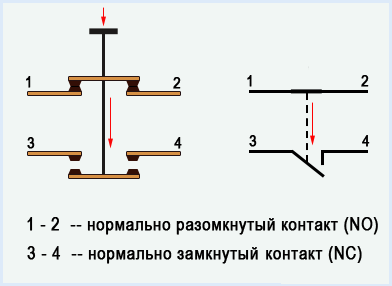 1 2 1 2
3 4 3 4
1 - 2 -- нормально разомкнутый контакт (NO)
3 - 4 -- нормально замкнутый контакт (NC)